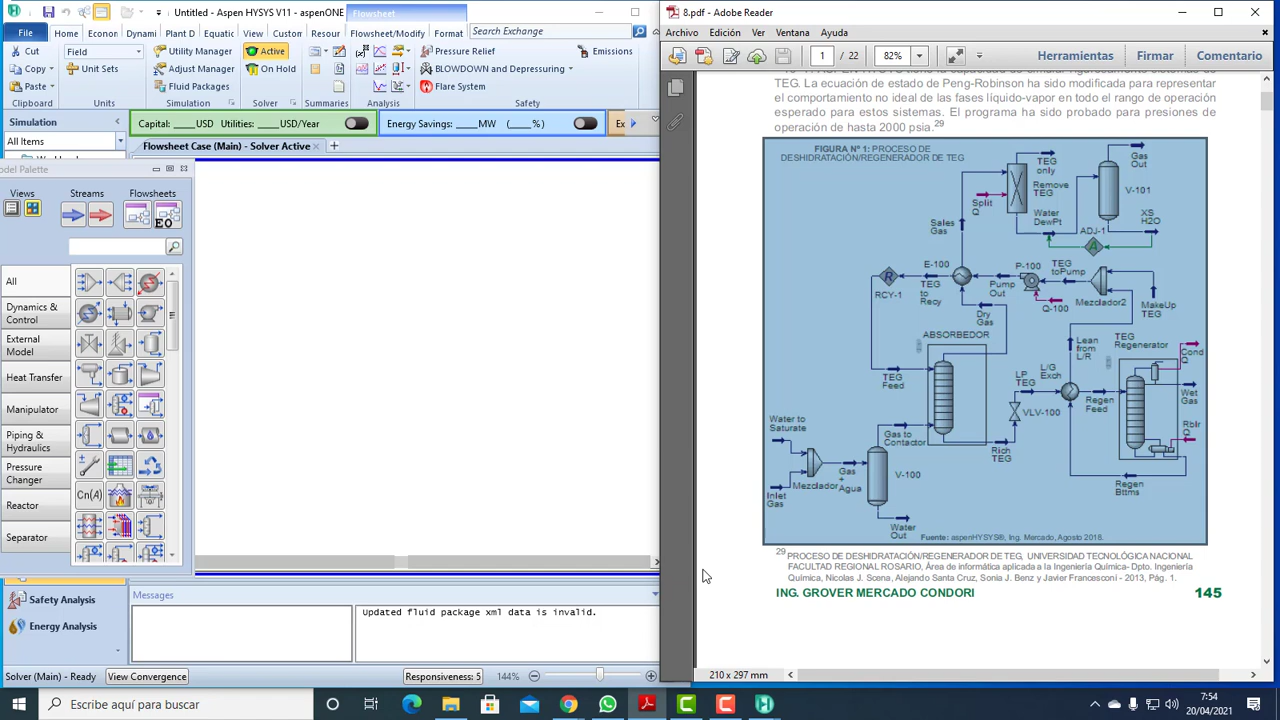 Untitled - Aspen HYSYS V11 - aspenONE
Flowsheet
File
Home
Econon
Dynami
Plant D
Equatic
View
Custon
Resour
Flowsheet/Modify
Format
Search Exchange
Cut
Copy
Paste
Clipboard
Field
Unit Sets
Units
Utility Manager
Adjust Manager
Fluid Packages
Simulation
Active
On Hold
Solver
Summaries
Analysis
Pressure Relief
BLOWDOWN and Depressuring
Flare System
Safety
Emissions
Simulation
All Items
Capital: ____USD Utilities: ____USD/Year
Energy Savings: ____MW (____%)
Ex
Flowsheet Case (Main) - Solver Active
odel Palette
Views
Streams
Flowsheets
EO
All
Dynamics &
Control
External
Model
Heat Transfer
Manipulator
Piping &
Hydraulics
Pressure
Changer
Reactor
Separator
Cn(A)
Safety Analysis
Energy Analysis
Messages
Updated fluid package xml data is invalid.
Solver (Main) - Ready
View Convergence
Responsiveness: 5
144%
8.pdf - Adobe Reader
Archivo
Edición
Ver
Ventana
Ayuda
1
/ 22
82%
Herramientas
Firmar
Comentario
TEG. La ecuación de estado de Peng-Robinson ha sido modificada para representar
el comportamiento no ideal de las fases líquido-vapor en todo el rango de operación
esperado para estos sistemas. El programa ha sido probado para presiones de
operación de hasta 2000 psia.29
FIGURA Nº 1: PROCESO DE
DESHIDRATACIÓN/REGENERADOR DE TEG
TEG
only
Gas
Out
Remove
TEG
V-101
Split
Q
Water
DewPt
XS
H2O
ADJ-1
A
Sales
Gas
E-100
P-100
TEG
toPump
R
RCY-1
TEG
to
Recy
Pump
Out
Q-100
Mezclador2
MakeUp
TEG
Dry
Gas
ABSORBEDOR
Lean
from
L/R
TEG
Regenerator
Cond
Q
TEG
Feed
LP
TEG
L/G
Exch
Regen
Feed
Wet
Gas
VLV-100
Rblr
Q
Water to
Saturate
Gas to
Contactor
Rich
TEG
Mezclador
Gas
+
Agua
V-100
Regen
Bttms
Inlet
Gas
Water
Out
Fuente: aspenHYSYS®, Ing. Mercado, Agosto 2016.
29 PROCESO DE DESHIDRATACIÓN/REGENERADOR DE TEG, UNIVERSIDAD TECNOLÓGICA NACIONAL
FACULTAD REGIONAL ROSARIO, Área de informática aplicada a la Ingeniería Química- Dpto. Ingeniería
Química, Nicolas J. Scena, Alejandro Santa Cruz, Sonia J. Benz y Javier Francesconi - 2013, Pág. 1.
ING. GROVER MERCADO CONDORI
145
210 x 297 mm
Escribe aquí para buscar
7:54
20/04/2021